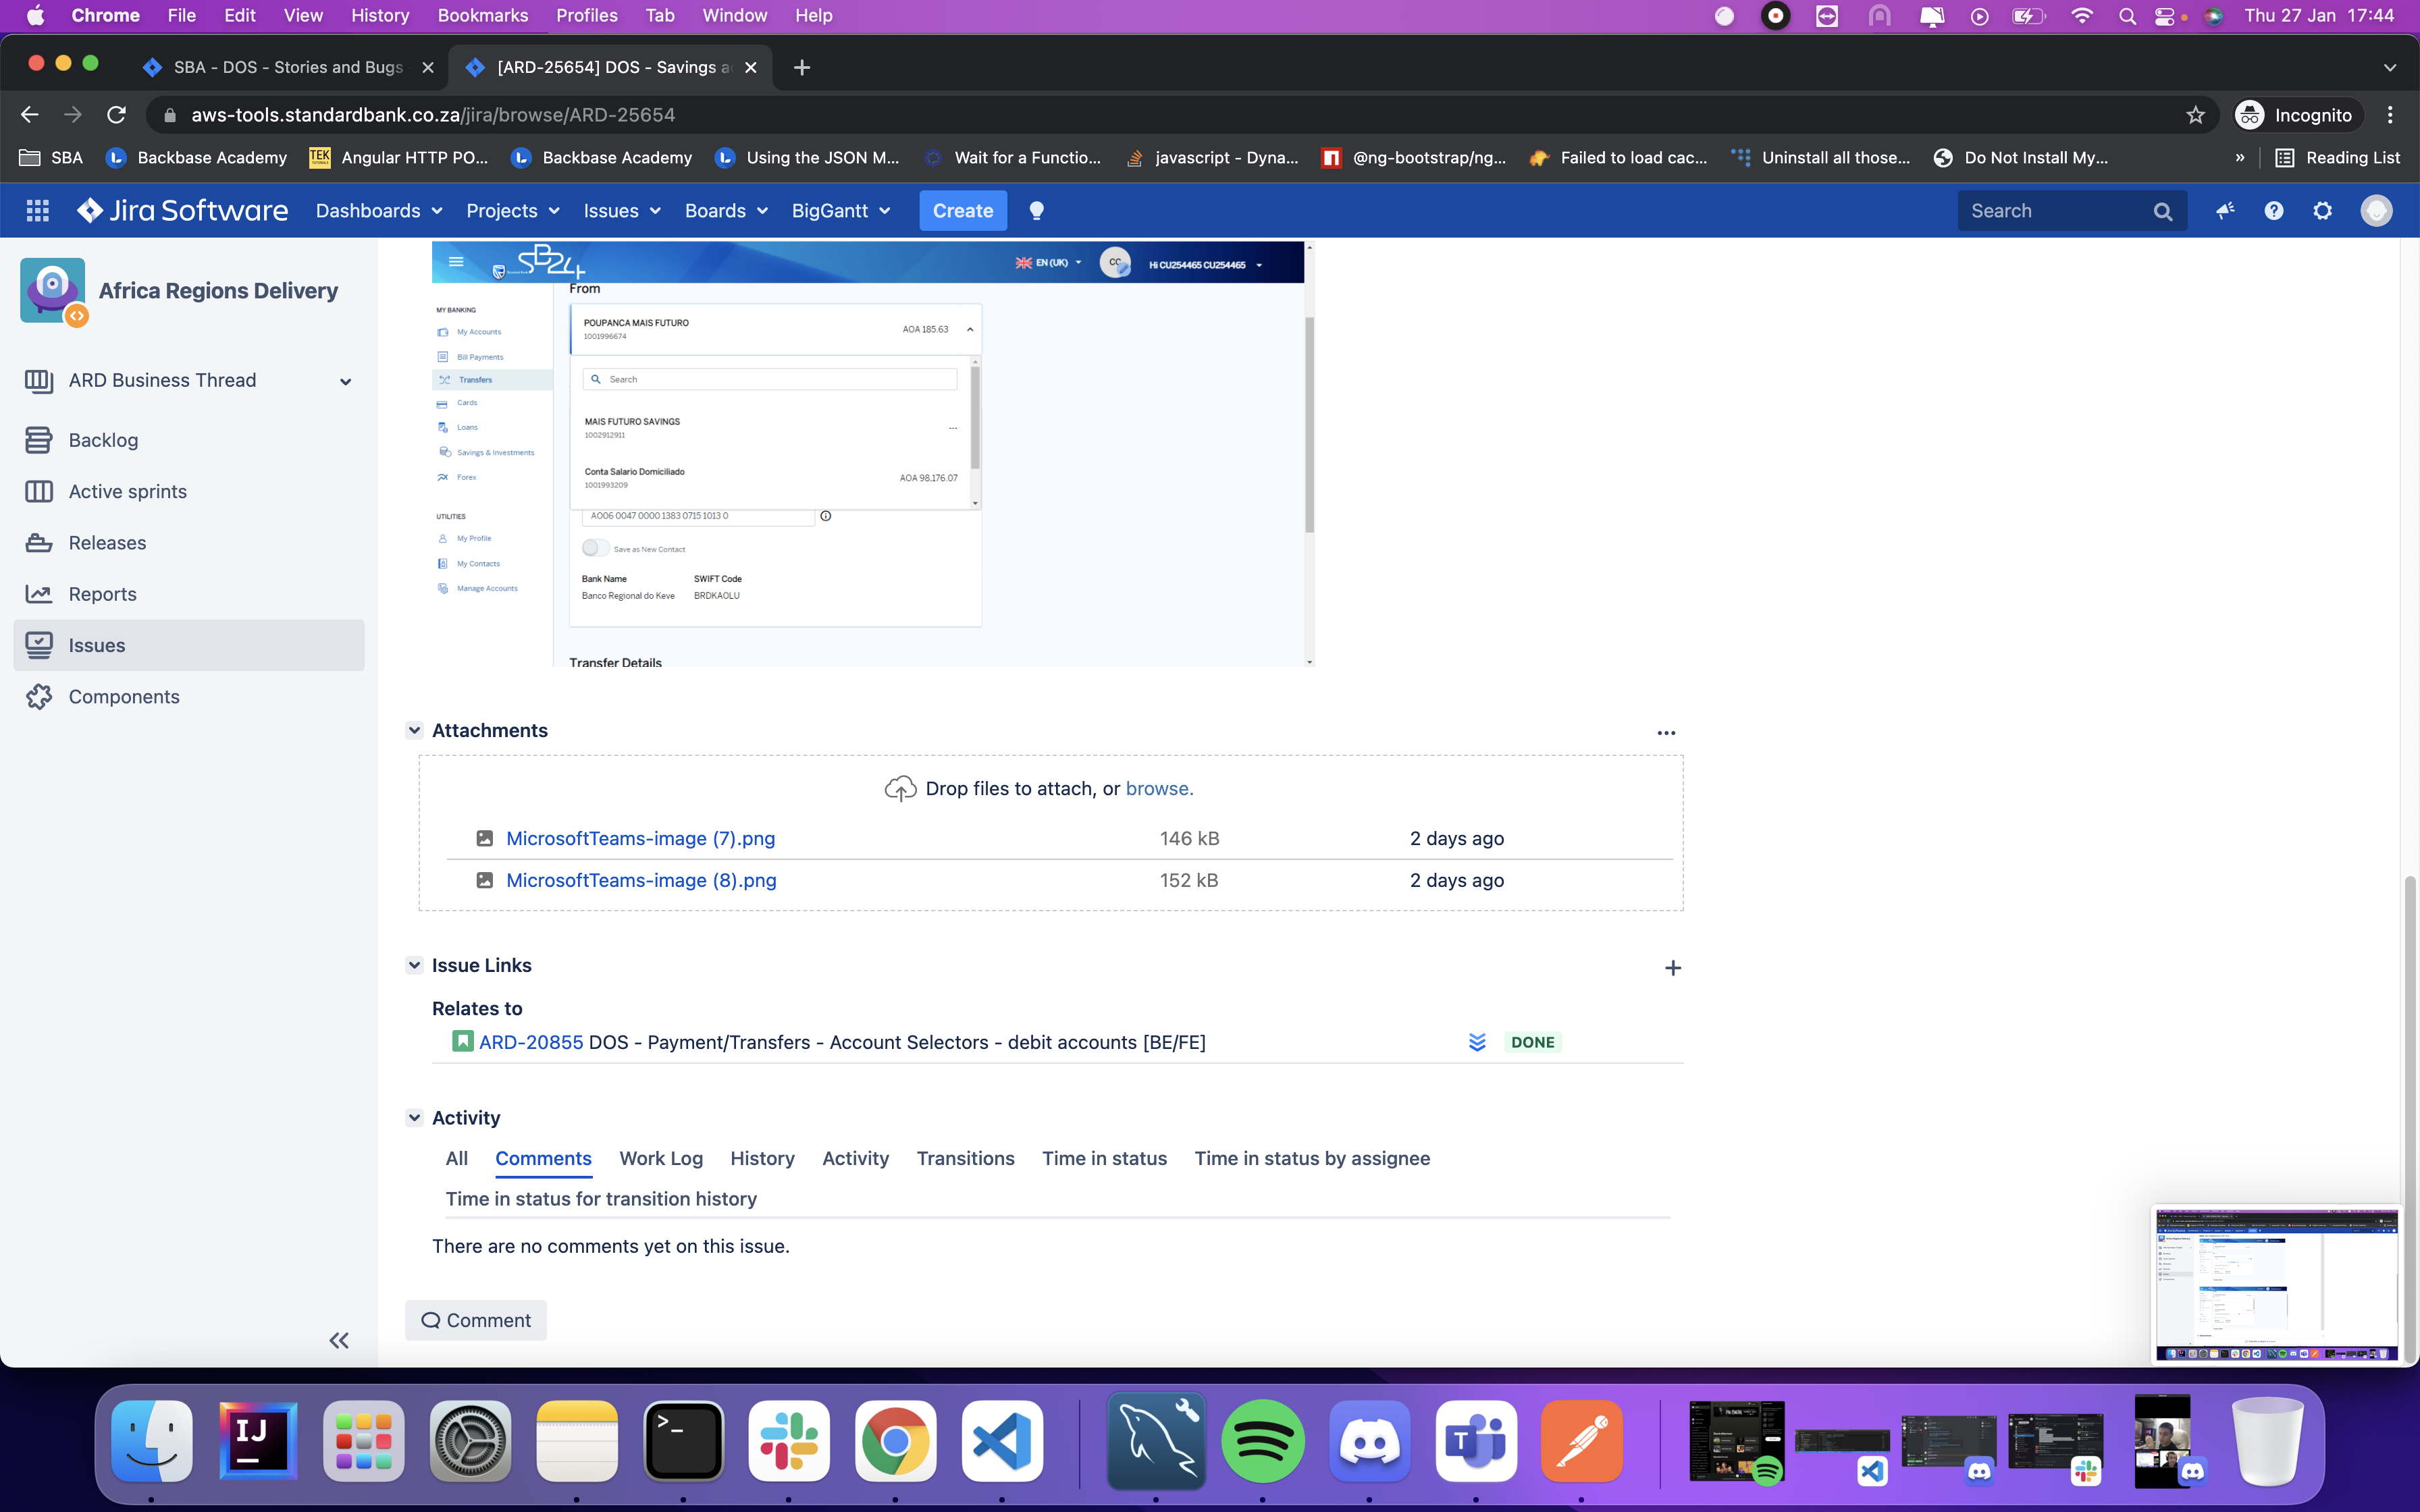 Chrome File Edit View History Bookmarks Profiles Tab Window Help
Thu 27 Jan 17:44
SBA - DOS - Stories and Bugs
[ARD-25654] DOS - Savings a
aws-tools.standardbank.co.za/jira/browse/ARD-25654
Incognito
SBA
Backbase Academy
TEK
Angular HTTP PO...
Backbase Academy
Using the JSON M...
Wait for a Functio...
javascript - Dyna...
@ng-bootstrap/ng...
Failed to load cac...
Uninstall all those...
Do Not Install My...
»
Reading List
Jira Software
Dashboards
Projects
Issues
Boards
BigGantt
Create
Search
Africa Regions Delivery
ARD Business Thread
Backlog
Active sprints
Releases
Reports
Issues
Components
SB24+
EN (UK)
CC
Hi CU254465 CU254465
MY BANKING
My Accounts
Bill Payments
Transfers
Cards
Loans
Savings & Investments
Forex
UTILITIES
My Profile
My Contacts
Manage Accounts
From
POUPANCA MAIS FUTURO
1001996674
AOA 185.63
Search
MAIS FUTURO SAVINGS
1002912911
---
Conta Salario Domiciliado
1001993209
AOA 98,176.07
AO06 0047 0000 1383 0715 1013 0
Save as New Contact
Bank Name SWIFT Code
Banco Regional do Keve BRDKAOLU
Transfer Details
Attachments
Drop files to attach, or browse.
MicrosoftTeams-image (7).png 146 kB 2 days ago
MicrosoftTeams-image (8).png 152 kB 2 days ago
Issue Links
Relates to
ARD-20855 DOS - Payment/Transfers - Account Selectors - debit accounts [BE/FE] DONE
Activity
All Comments Work Log History Activity Transitions Time in status Time in status by assignee
Time in status for transition history
There are no comments yet on this issue.
Comment
IJ
T